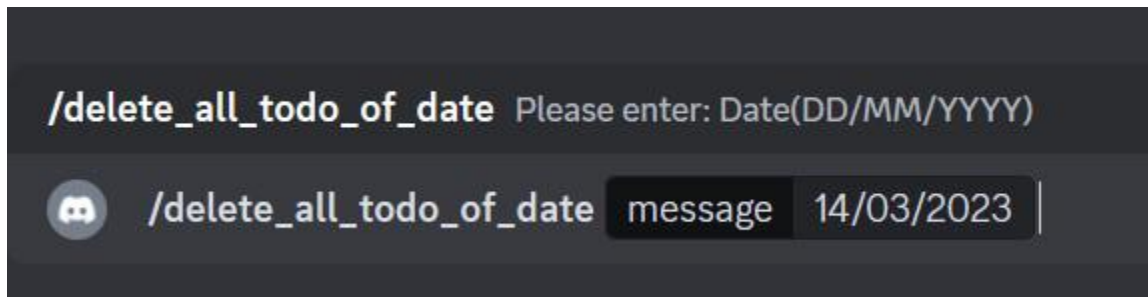 /delete_all_todo_of_date Please enter: Date(DD/MM/YYYY)
/delete_all_todo_of_date message 14/03/2023